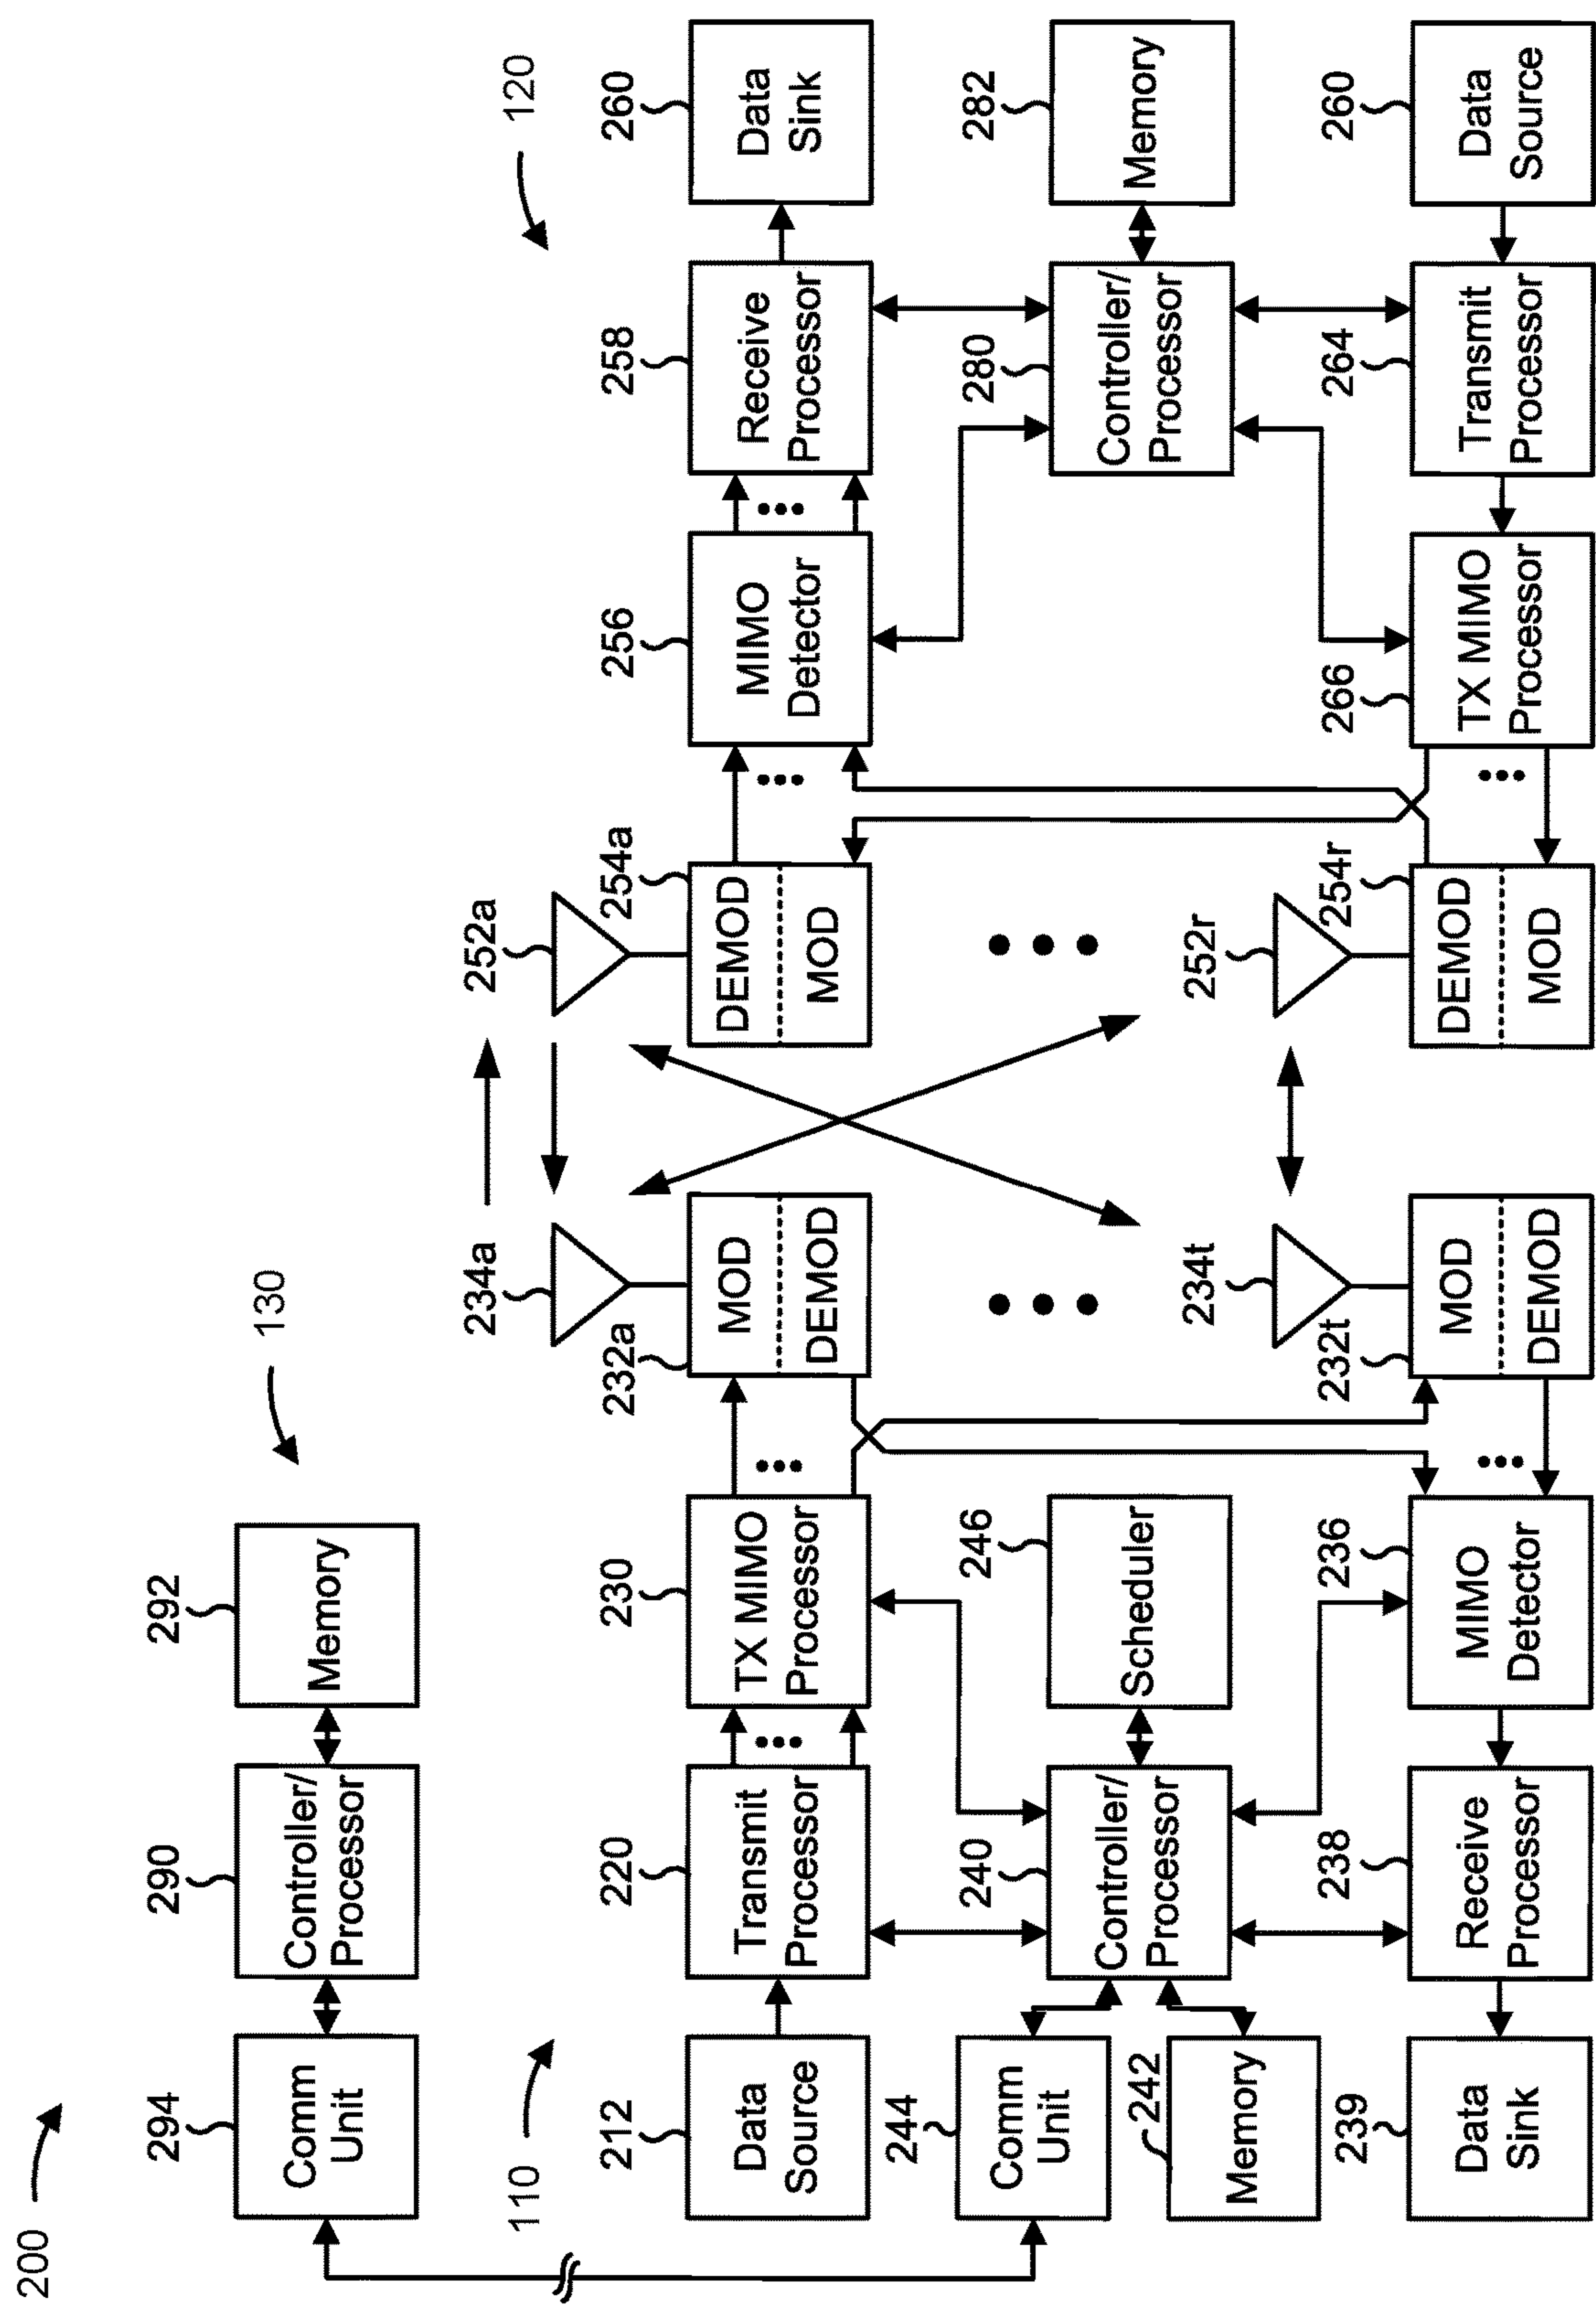 200
294
Comm
Unit
290
Controller/
Processor
292
Memory
130
110
120
212
Data
Source
220
Transmit
Processor
230
TX MIMO
Processor
232a
MOD
DEMOD
234a
252a
254a
DEMOD
MOD
256
MIMO
Detector
258
Receive
Processor
260
Data
Sink
244
Comm
Unit
242
Memory
240
Controller/
Processor
246
Scheduler
280
Controller/
Processor
282
Memory
239
Data
Sink
238
Receive
Processor
236
MIMO
Detector
232t
MOD
DEMOD
234t
252r
254r
DEMOD
MOD
266
TX MIMO
Processor
264
Transmit
Processor
260
Data
Source